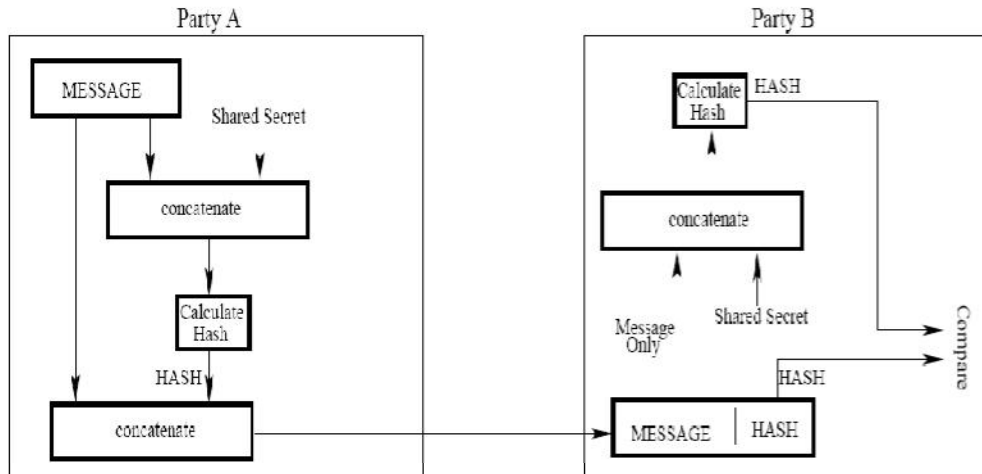 Party A
MESSAGE
Shared Secret
concatenate
Calculate
Hash
HASH
concatenate
Party B
Calculate
Hash
HASH
concatenate
Message
Only
Shared Secret
HASH
MESSAGE
HASH
Compare